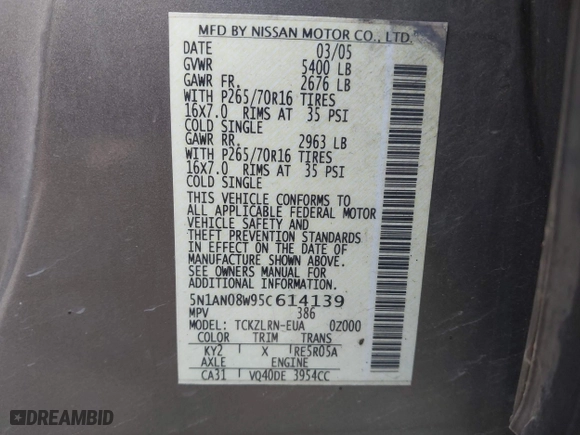 MFD BY NISSAN MOTOR CO., LTD.
DATE 03/05
GVWR 5400 LB
GAWR FR. 2676 LB
WITH P265/70R16 TIRES
16X7.0 RIMS AT 35 PSI
COLD SINGLE
GAWR RR. 2963 LB
WITH P265/70R16 TIRES
16X7.0 RIMS AT 35 PSI
COLD SINGLE
THIS VEHICLE CONFORMS TO
ALL APPLICABLE FEDERAL MOTOR
VEHICLE SAFETY AND
THEFT PREVENTION STANDARDS
IN EFFECT ON THE DATE OF
MANUFACTURE SHOWN ABOVE.
SEE OWNERS MANUAL FOR
ADDITIONAL INFORMATION.
5N1AN08W95C614139
MPV 386
MODEL: TCKZLRN-EUA 0Z000
COLOR TRIM TRANS
KY2 X RE5R05A
AXLE ENGINE
CA31 VQ40DE 3954CC
DREAMBID